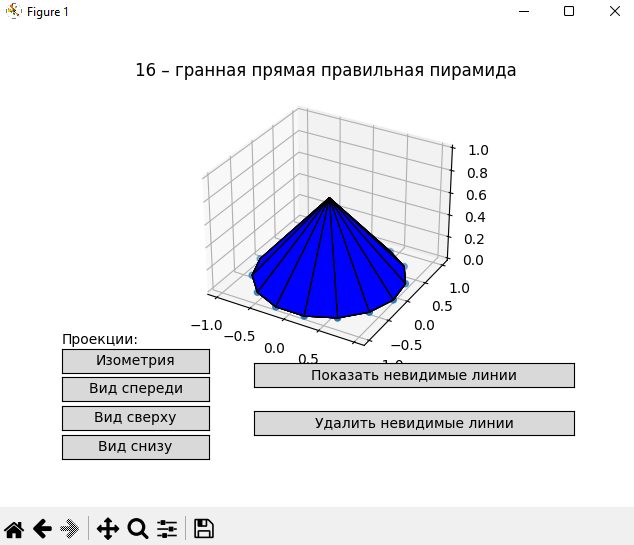 Figure 1
16 – гранная прямая правильная пирамида
1.0
0.8
0.6
0.4
0.2
0.0
1.0
0.5
0.0
−0.5
−1.0
−0.5
0.0
0.5
Проекции:
Изометрия
Вид спереди
Вид сверху
Вид снизу
Показать невидимые линии
Удалить невидимые линии